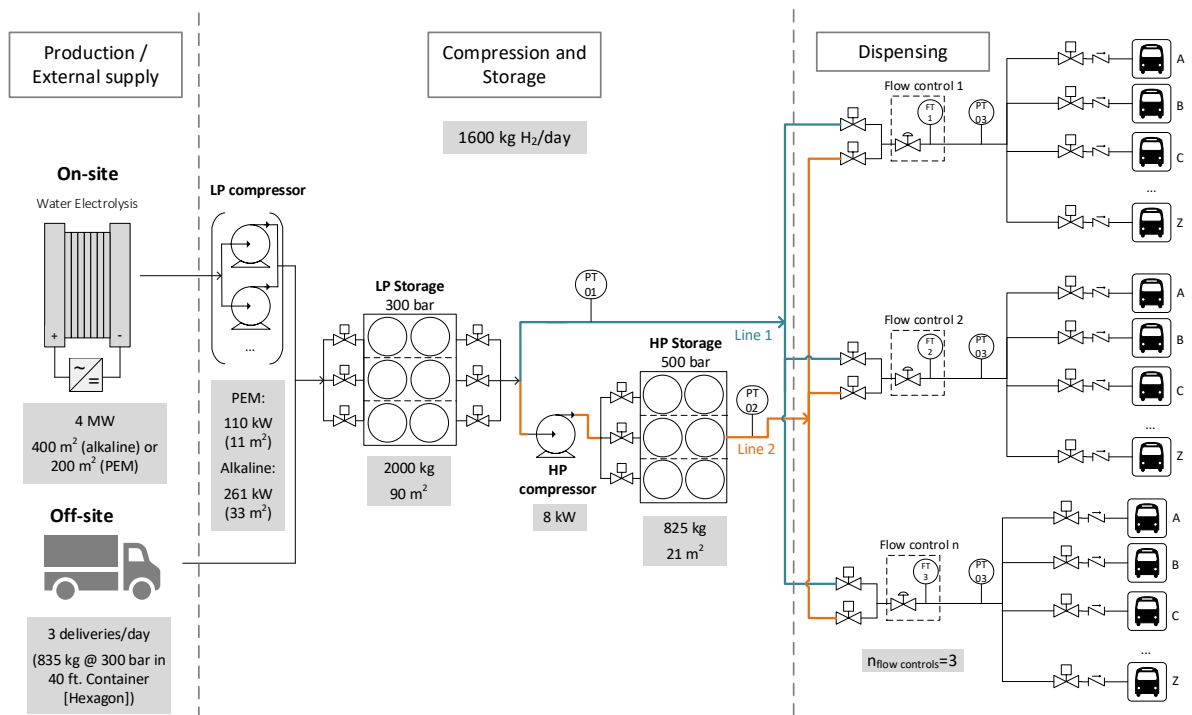 Production /
External supply
Compression and
Storage
Dispensing
1600 kg H₂/day
On-site
Water Electrolysis
+
-
~
=
4 MW
400 m² (alkaline) or
200 m² (PEM)
Off-site
3 deliveries/day
(835 kg @ 300 bar in
40 ft. Container
[Hexagon])
LP compressor
...
PEM:
110 kW
(11 m²)
Alkaline:
261 kW
(33 m²)
LP Storage
300 bar
2000 kg
90 m²
PT
01
Line 1
HP
compressor
8 kW
HP Storage
500 bar
825 kg
21 m²
PT
02
Line 2
Flow control 1
FT
1
PT
03
A
B
C
...
Z
Flow control 2
FT
2
PT
03
A
B
C
...
Z
Flow control n
FT
3
PT
03
A
B
C
...
Z
nflow controls=3